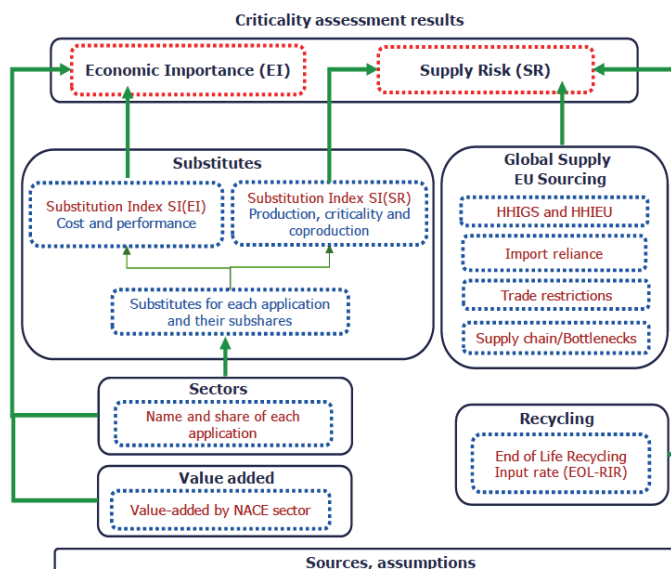 Criticality assessment results
Economic Importance (EI)
Supply Risk (SR)
Substitutes
Substitution Index SI(EI)
Cost and performance
Substitution Index SI(SR)
Production, criticality and
coproduction
Substitutes for each application
and their subshares
Global Supply
EU Sourcing
HHIGS and HHIEU
Import reliance
Trade restrictions
Supply chain/Bottlenecks
Sectors
Name and share of each
application
Value added
Value-added by NACE sector
Recycling
End of Life Recycling
Input rate (EOL-RIR)
Sources, assumptions